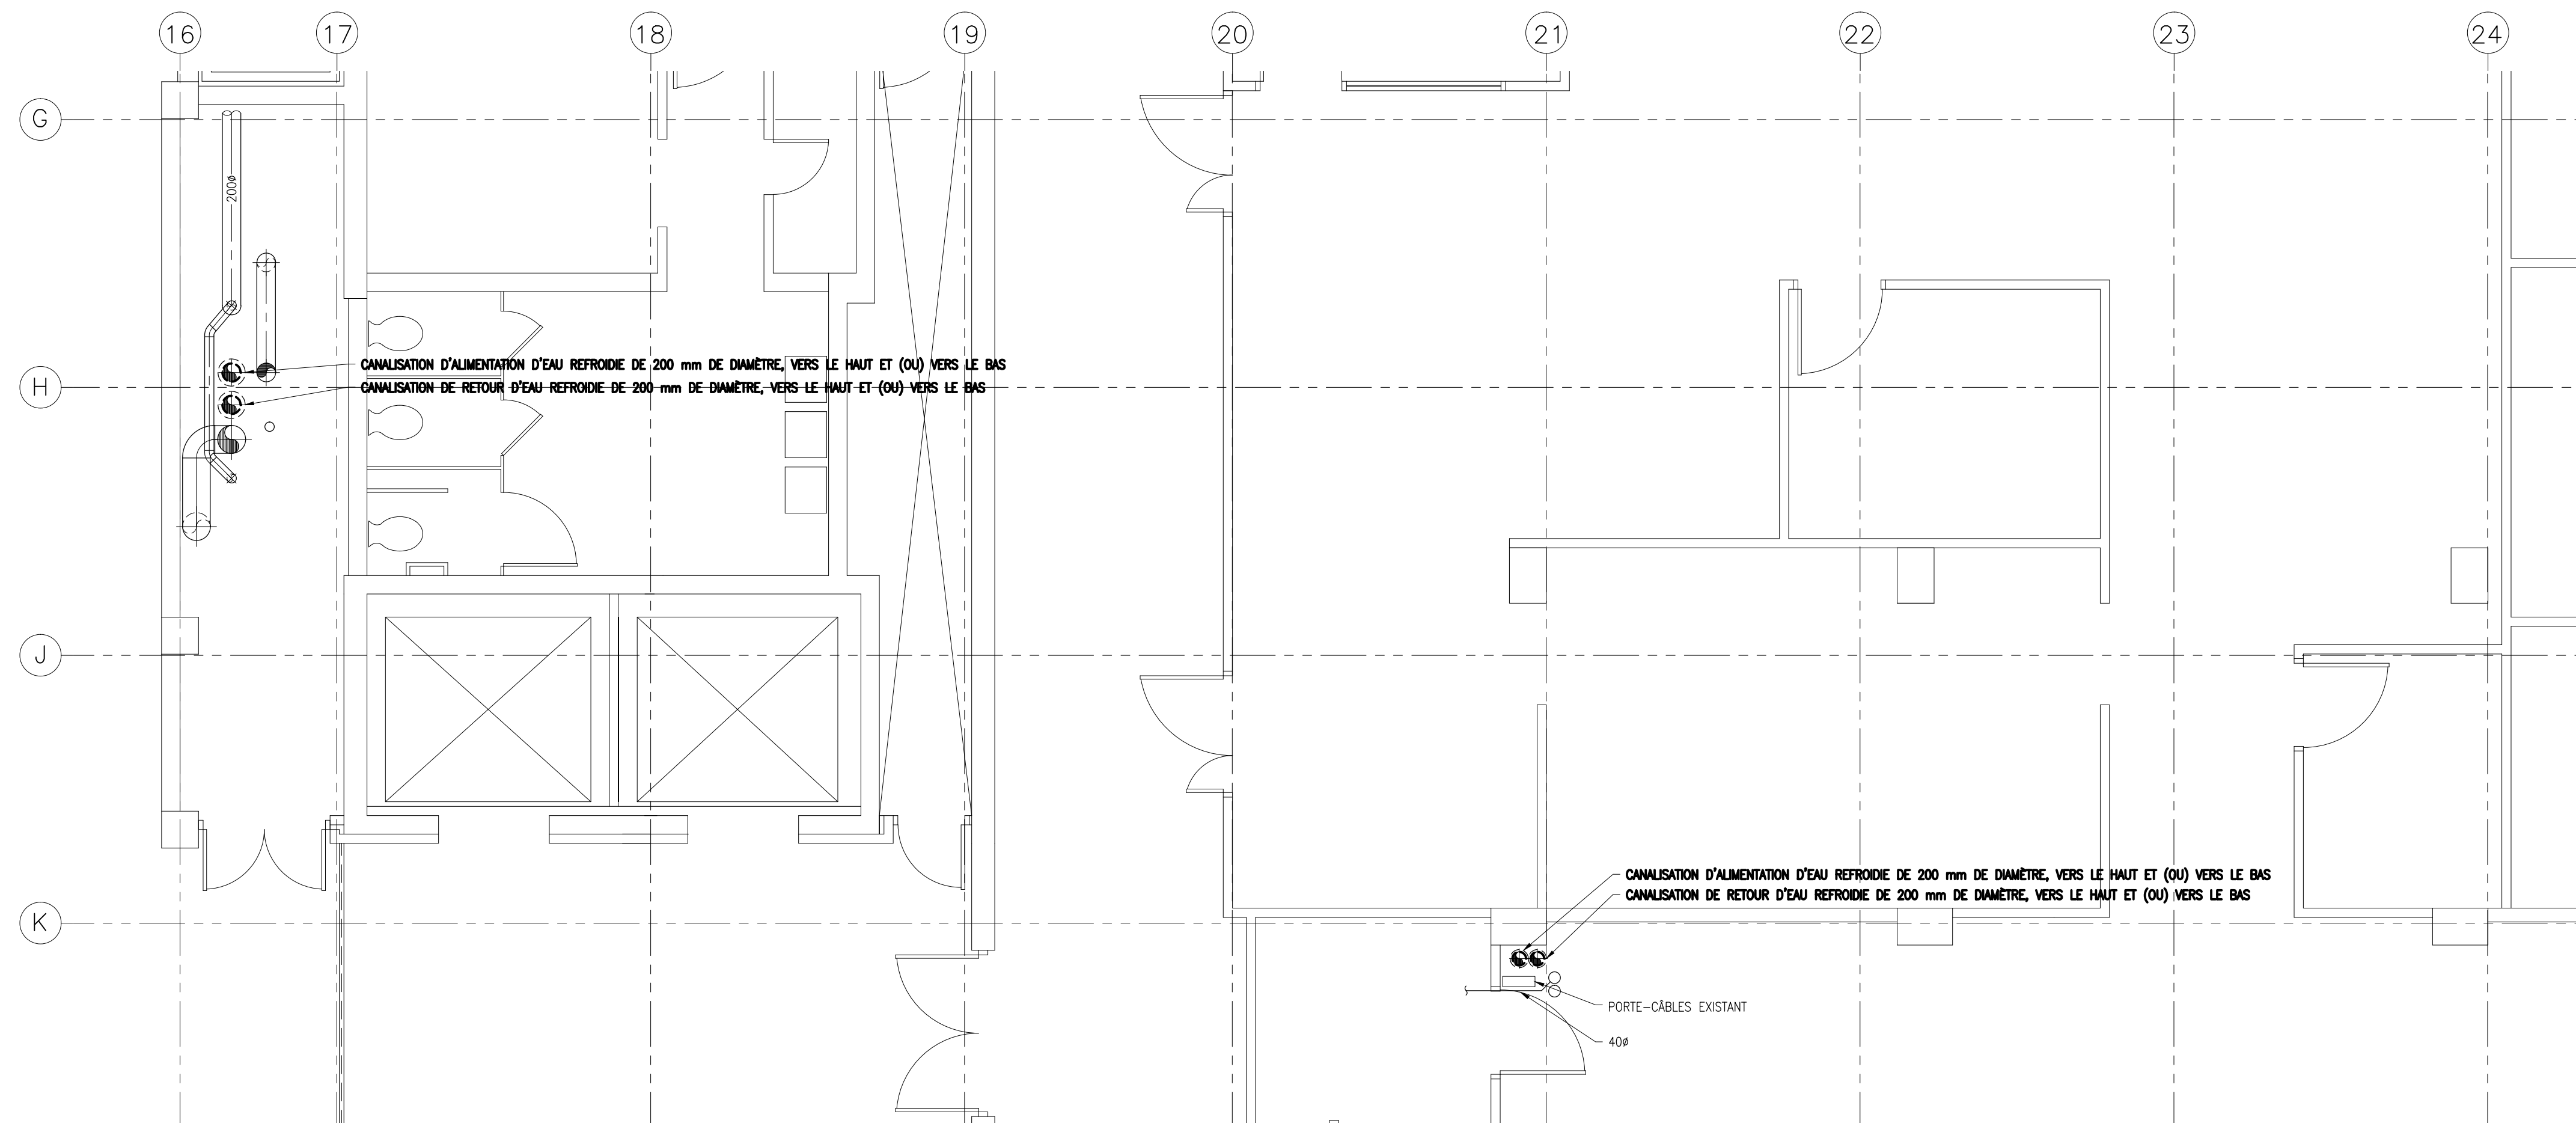 16 17 18 19 20 21 22 23 24
G
200ø
CANALISATION D'ALIMENTATION D'EAU REFROIDIE DE 200 mm DE DIAMÈTRE, VERS LE HAUT ET (OU) VERS LE BAS
H
CANALISATION DE RETOUR D'EAU REFROIDIE DE 200 mm DE DIAMÈTRE, VERS LE HAUT ET (OU) VERS LE BAS
J
CANALISATION D'ALIMENTATION D'EAU REFROIDIE DE 200 mm DE DIAMÈTRE, VERS LE HAUT ET (OU) VERS LE BAS
CANALISATION DE RETOUR D'EAU REFROIDIE DE 200 mm DE DIAMÈTRE, VERS LE HAUT ET (OU) VERS LE BAS
K
PORTE-CÂBLES EXISTANT
40ø